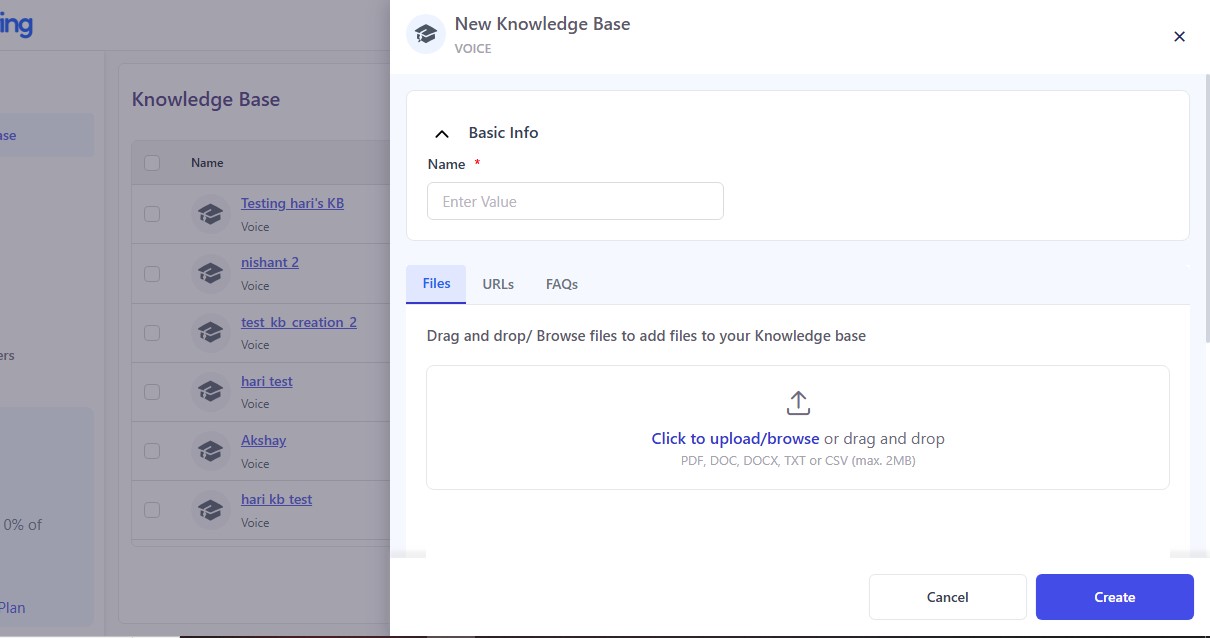 ing
New Knowledge Base
VOICE
Knowledge Base
ase
Name
Testing hari's KB
Voice
nishant 2
Voice
test_kb_creation_2
Voice
hari test
Voice
Akshay
Voice
hari kb test
Voice
ers
0% of
Plan
Basic Info
Name *
Enter Value
Files URLs FAQs
Drag and drop/ Browse files to add files to your Knowledge base
Click to upload/browse or drag and drop
PDF, DOC, DOCX, TXT or CSV (max. 2MB)
Cancel Create